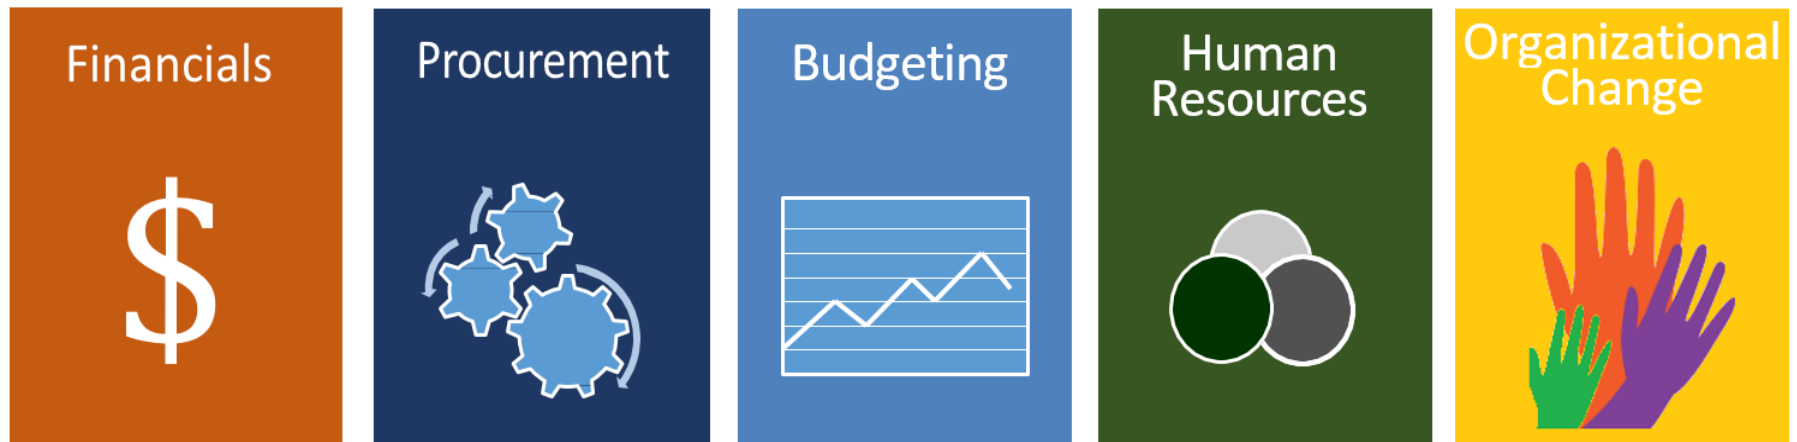 Financials
$
Procurement
Budgeting
Human
Resources
Organizational
Change